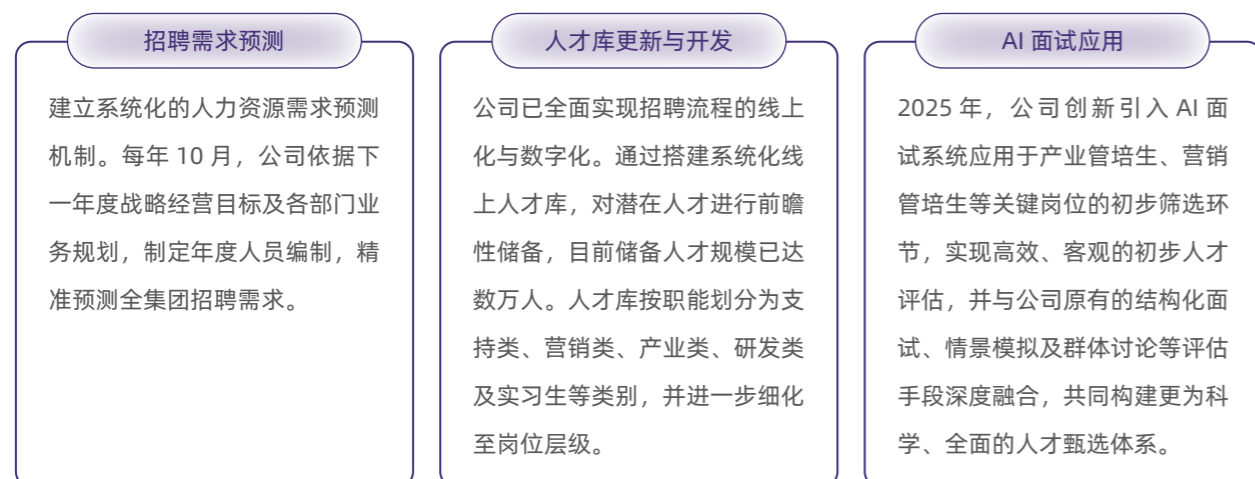 招聘需求预测
建立系统化的人力资源需求预测
机制。每年 10 月，公司依据下
一年度战略经营目标及各部门业
务规划，制定年度人员编制，精
准预测全集团招聘需求。
人才库更新与开发
公司已全面实现招聘流程的线上
化与数字化。通过搭建系统化线
上人才库，对潜在人才进行前瞻
性储备，目前储备人才规模已达
数万人。人才库按职能划分为支
持类、营销类、产业类、研发类
及实习生等类别，并进一步细化
至岗位层级。
AI 面试应用
2025 年，公司创新引入 AI 面
试系统应用于产业管培生、营销
管培生等关键岗位的初步筛选环
节，实现高效、客观的初步人才
评估，并与公司原有的结构化面
试、情景模拟及群体讨论等评估
手段深度融合，共同构建更为科
学、全面的人才甄选体系。